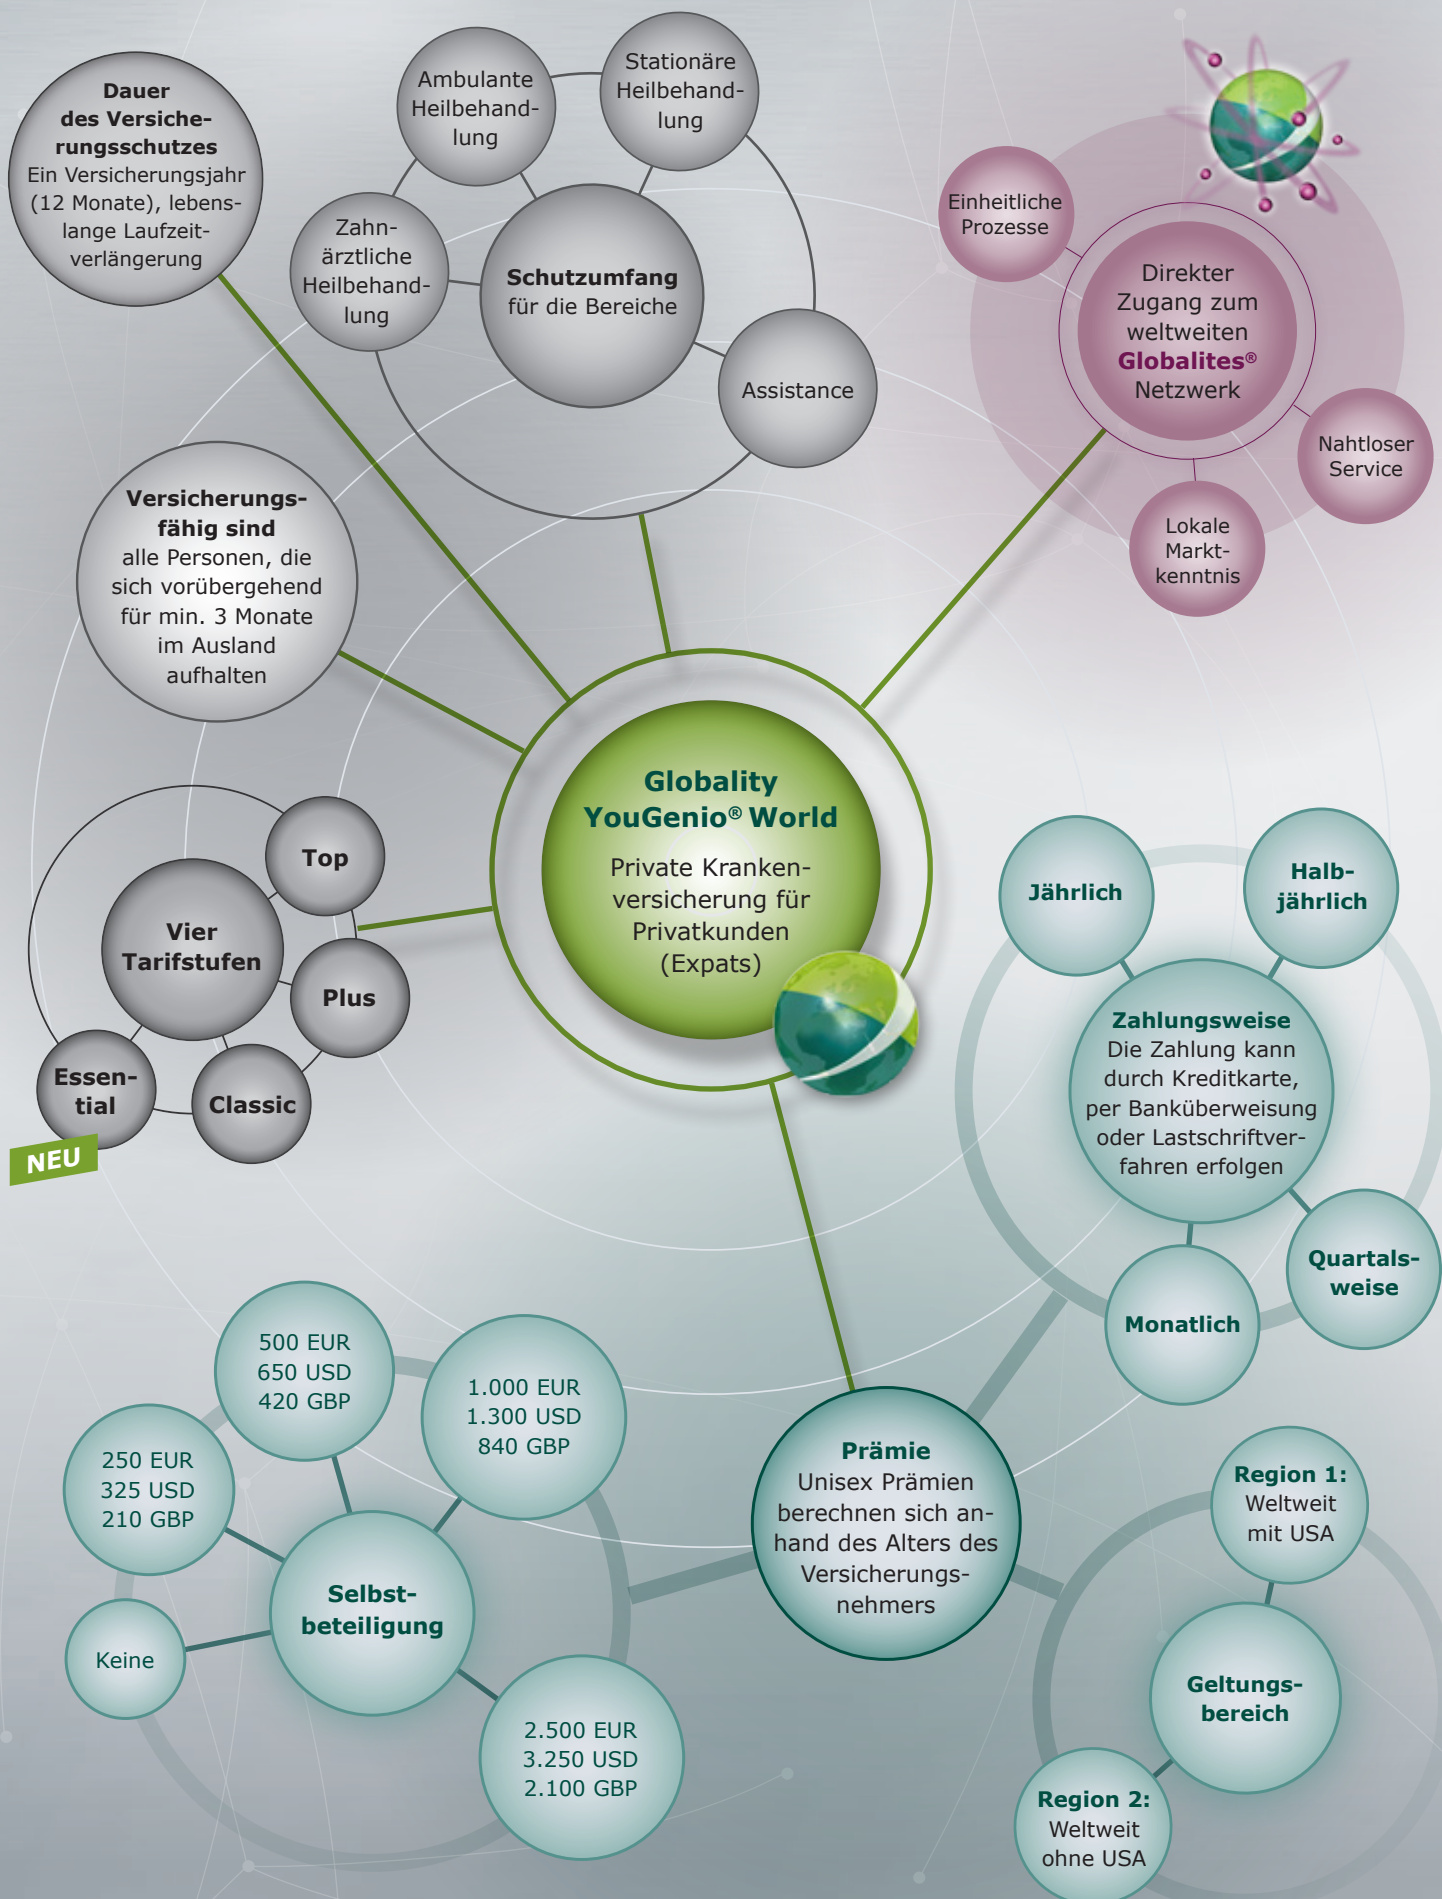 Dauer
des Versiche-
rungsschutzes
Ein Versicherungsjahr
(12 Monate), lebens-
lange Laufzeit-
verlängerung
Ambulante
Heilbehand-
lung
Stationäre
Heilbehand-
lung
Zahn-
ärztliche
Heilbehand-
lung
Schutzumfang
für die Bereiche
Assistance
Einheitliche
Prozesse
Direkter
Zugang zum
weltweiten
Globalites®
Netzwerk
Nahtloser
Service
Lokale
Markt-
kenntnis
Versicherungs-
fähig sind
alle Personen, die
sich vorübergehend
für min. 3 Monate
im Ausland
aufhalten
Globality
YouGenio® World
Private Kranken-
versicherung für
Privatkunden
(Expats)
Top
Vier
Tarifstufen
Plus
Essen-
tial
Classic
NEU
Jährlich
Halb-
jährlich
Zahlungsweise
Die Zahlung kann
durch Kreditkarte,
per Banküberweisung
oder Lastschriftver-
fahren erfolgen
Quartals-
weise
Monatlich
500 EUR
650 USD
420 GBP
1.000 EUR
1.300 USD
840 GBP
250 EUR
325 USD
210 GBP
Selbst-
beteiligung
Keine
2.500 EUR
3.250 USD
2.100 GBP
Prämie
Unisex Prämien
berechnen sich an-
hand des Alters des
Versicherungs-
nehmers
Region 1:
Weltweit
mit USA
Geltungs-
bereich
Region 2:
Weltweit
ohne USA